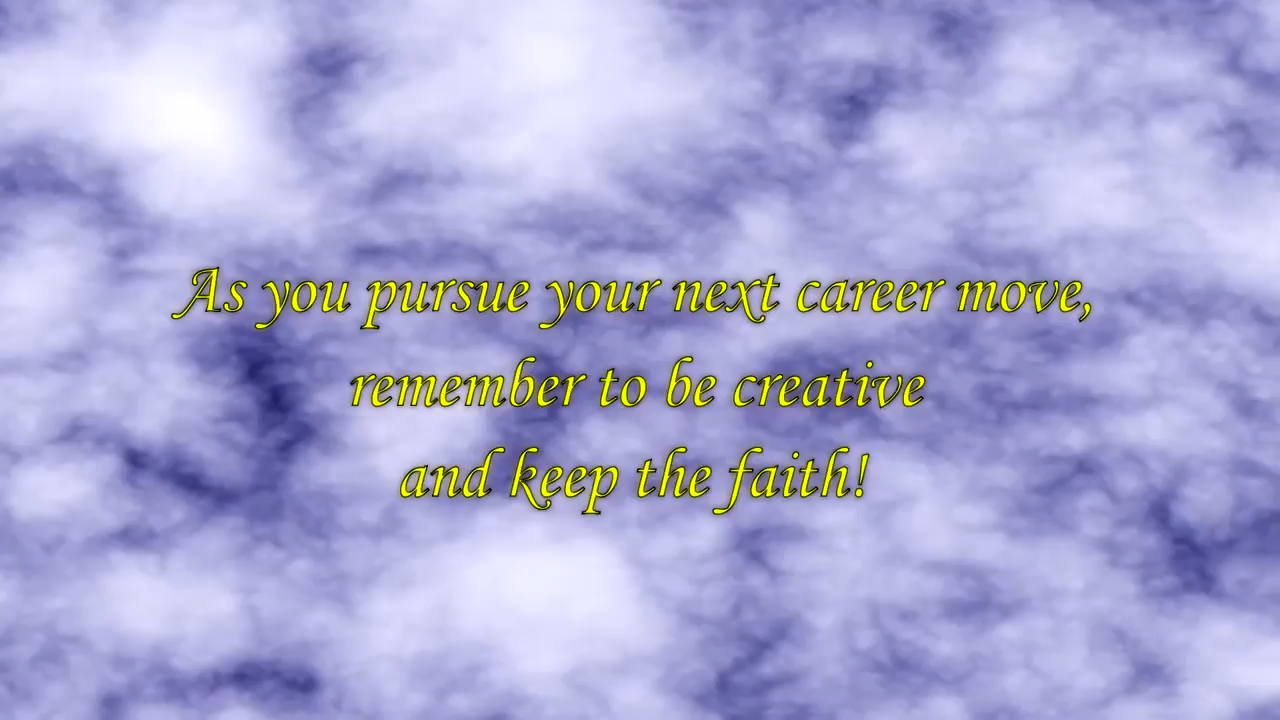 As you pursue your next career move,
remember to be creative
and keep the faith!